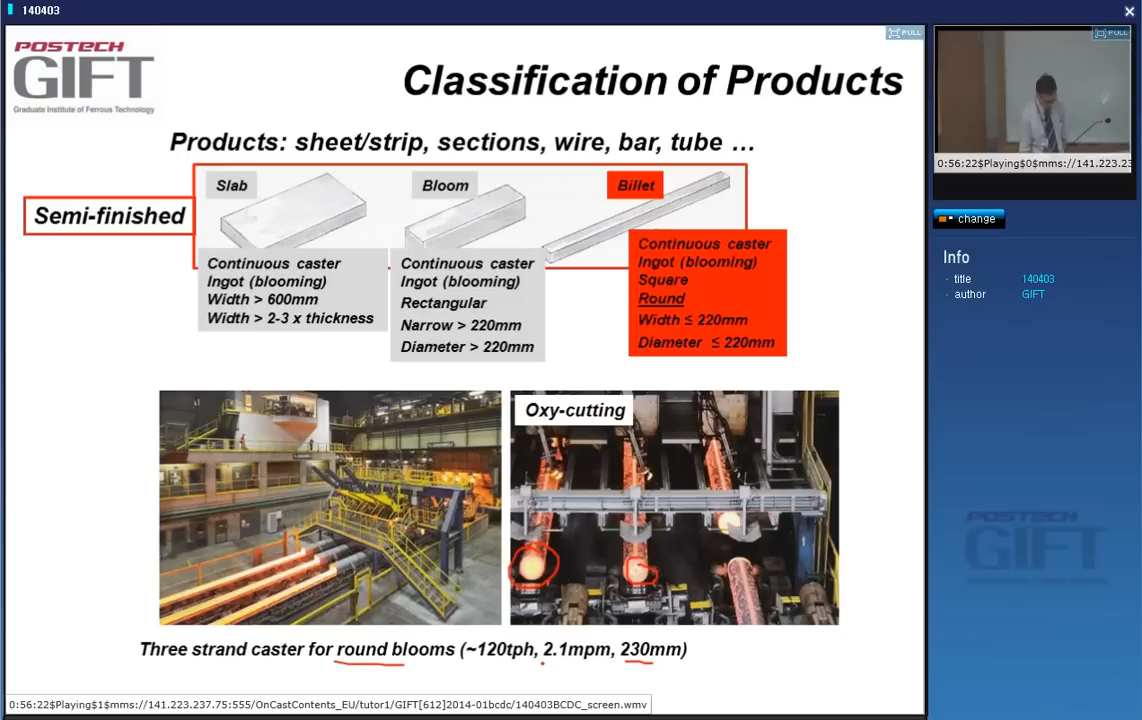 140403
POSTECH
GIFT
Graduate Institute of Ferrous Technology
FULL
Classification of Products
Products: sheet/strip, sections, wire, bar, tube ...
Semi-finished
Slab
Continuous caster
Ingot (blooming)
Width > 600mm
Width > 2-3 x thickness
Bloom
Continuous caster
Ingot (blooming)
Rectangular
Narrow > 220mm
Diameter > 220mm
Billet
Continuous caster
Ingot (blooming)
Square
Round
Width ≤ 220mm
Diameter ≤ 220mm
Oxy-cutting
Three strand caster for round blooms (~120tph, 2.1mpm, 230mm)
0:56:22$Playing$1$mms://141.223.237.75:555/OnCastContents_EU/tutor1/GIFT[612]2014-01bcdc/140403BCDC_screen.wmv
FULL
0:56:22$Playing$0$mms://141.223.23
change
Info
title 140403
author GIFT
POSTECH
GIFT